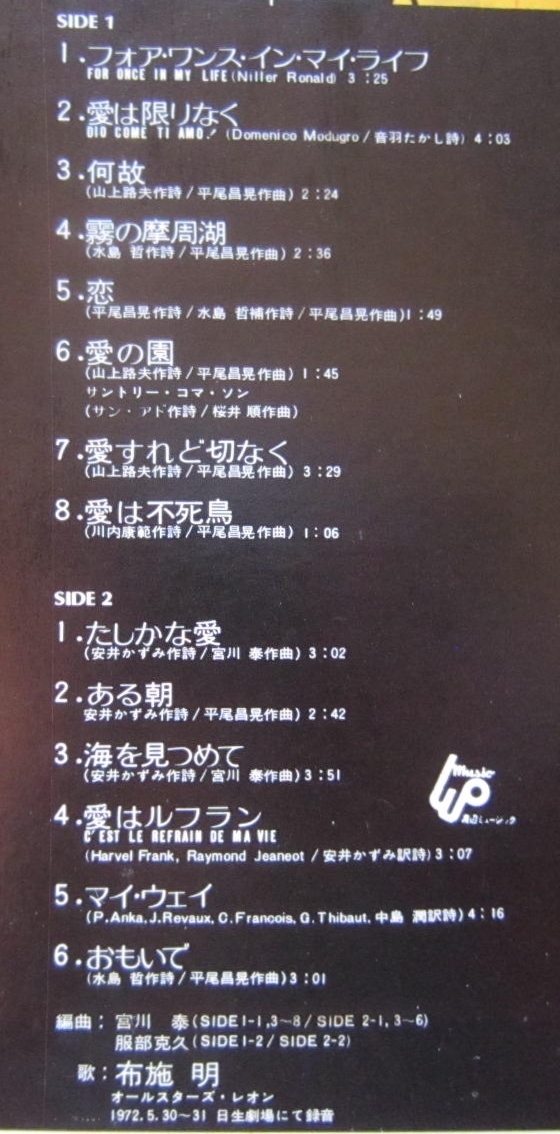 SIDE 1
1.フォア・ワンス・イン・マイ・ライフ
FOR ONCE IN MY LIFE (Niller Ronald) 3:25
2.愛は限りなく
DIO COME TI AMO! (Domenico Modugro / 音羽たかし詩) 4:03
3.何故
(山上路夫作詩 / 平尾昌晃作曲) 2:24
4.霧の摩周湖
(水島 哲作詩 / 平尾昌晃作曲) 2:36
5.恋
(平尾昌晃作詩 / 水島 哲補作詩 / 平尾昌晃作曲) 1:49
6.愛の園
(山上路夫作詩 / 平尾昌晃作曲) 1:45
サントリー・コマ・ソン
(サン・アド作詩 / 桜井 順作曲)
7.愛すれど切なく
(山上路夫作詩 / 平尾昌晃作曲) 3:29
8.愛は不死鳥
(川内康範作詩 / 平尾昌晃作曲) 1:06
SIDE 2
1.たしかな愛
(安井かずみ作詩 / 宮川 泰作曲) 3:02
2.ある朝
安井かずみ作詩 / 平尾昌晃作曲) 2:42
3.海を見つめて
(安井かずみ作詩 / 宮川 泰作曲) 3:51
Music
渡辺ミュージック
4.愛はルフラン
C'EST LE REFRAIN DE MA VIE
(Harvel Frank, Raymond Jeaneot / 安井かずみ訳詩) 3:07
5.マイ・ウェイ
(P.Anka, J.Revaux, C.Francois, G.Thibaut, 中島 潤訳詩) 4:16
6.おもいで
(水島 哲作詩 / 平尾昌晃作曲) 3:01
編曲: 宮川 泰 (SIDE1-1,3〜8 / SIDE 2-1, 3〜6)
服部克久 (SIDE1-2 / SIDE 2-2)
歌: 布施 明
オールスターズ・レオン
1972.5.30〜31 日生劇場にて録音